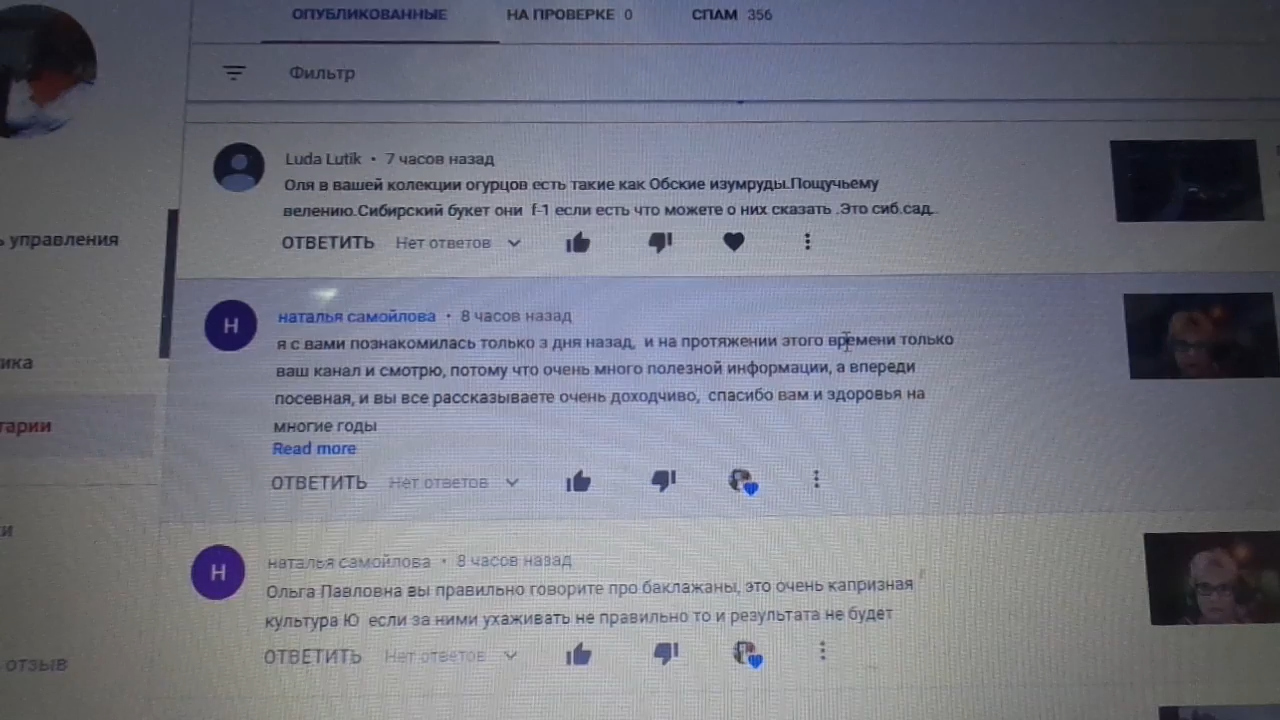 ОПУБЛИКОВАННЫЕ НА ПРОВЕРКЕ 0 СПАМ 356
Фильтр
Luda Lutik • 7 часов назад
Оля в вашей колекции огурцов есть такие как Обские изумруды.Пощучьему
велению.Сибирский букет они f-1 если есть что можете о них сказать .Это сиб.сад.
ОТВЕТИТЬ Нет ответов
управления
Н
наталья самойлова • 8 часов назад
я с вами познакомилась только 3 дня назад, и на протяжении этого времени только
ваш канал и смотрю, потому что очень много полезной информации, а впереди
посевная, и вы все рассказываете очень доходчиво, спасибо вам и здоровья на
многие годы
Read more
ОТВЕТИТЬ Нет ответов
ика
тарии
Н
наталья самойлова • 8 часов назад
Ольга Павловна вы правильно говорите про баклажаны, это очень капризная
культура Ю если за ними ухаживать не правильно то и результата не будет
ОТВЕТИТЬ Нет ответов
и
отзыв